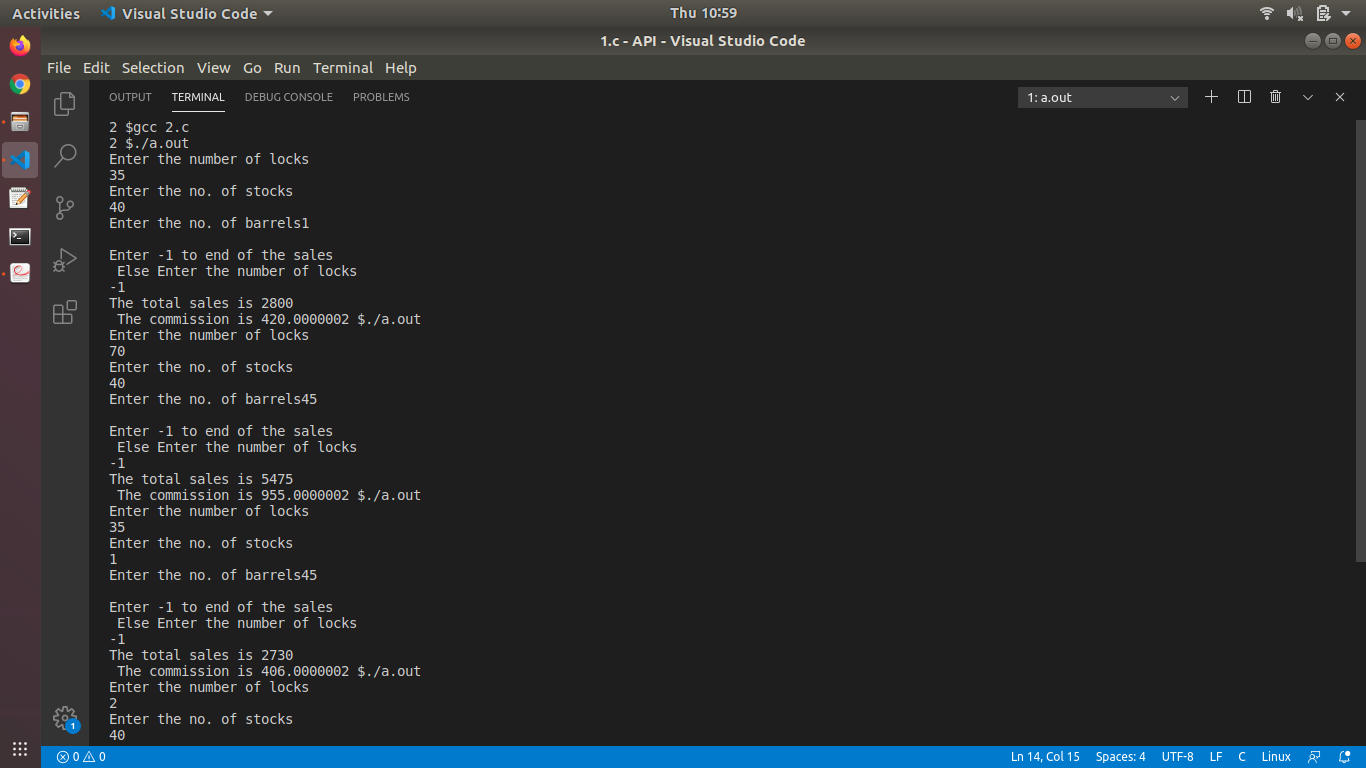 Activities Visual Studio Code Thu 10:59
1.c - API - Visual Studio Code
File Edit Selection View Go Run Terminal Help
OUTPUT TERMINAL DEBUG CONSOLE PROBLEMS 1: a.out
2 $gcc 2.c
2 $./a.out
Enter the number of locks
35
Enter the no. of stocks
40
Enter the no. of barrels1
Enter -1 to end of the sales
Else Enter the number of locks
-1
The total sales is 2800
The commission is 420.0000002 $./a.out
Enter the number of locks
70
Enter the no. of stocks
40
Enter the no. of barrels45
Enter -1 to end of the sales
Else Enter the number of locks
-1
The total sales is 5475
The commission is 955.0000002 $./a.out
Enter the number of locks
35
Enter the no. of stocks
1
Enter the no. of barrels45
Enter -1 to end of the sales
Else Enter the number of locks
-1
The total sales is 2730
The commission is 406.0000002 $./a.out
Enter the number of locks
2
Enter the no. of stocks
40
1
0 0 Ln 14, Col 15 Spaces: 4 UTF-8 LF C Linux